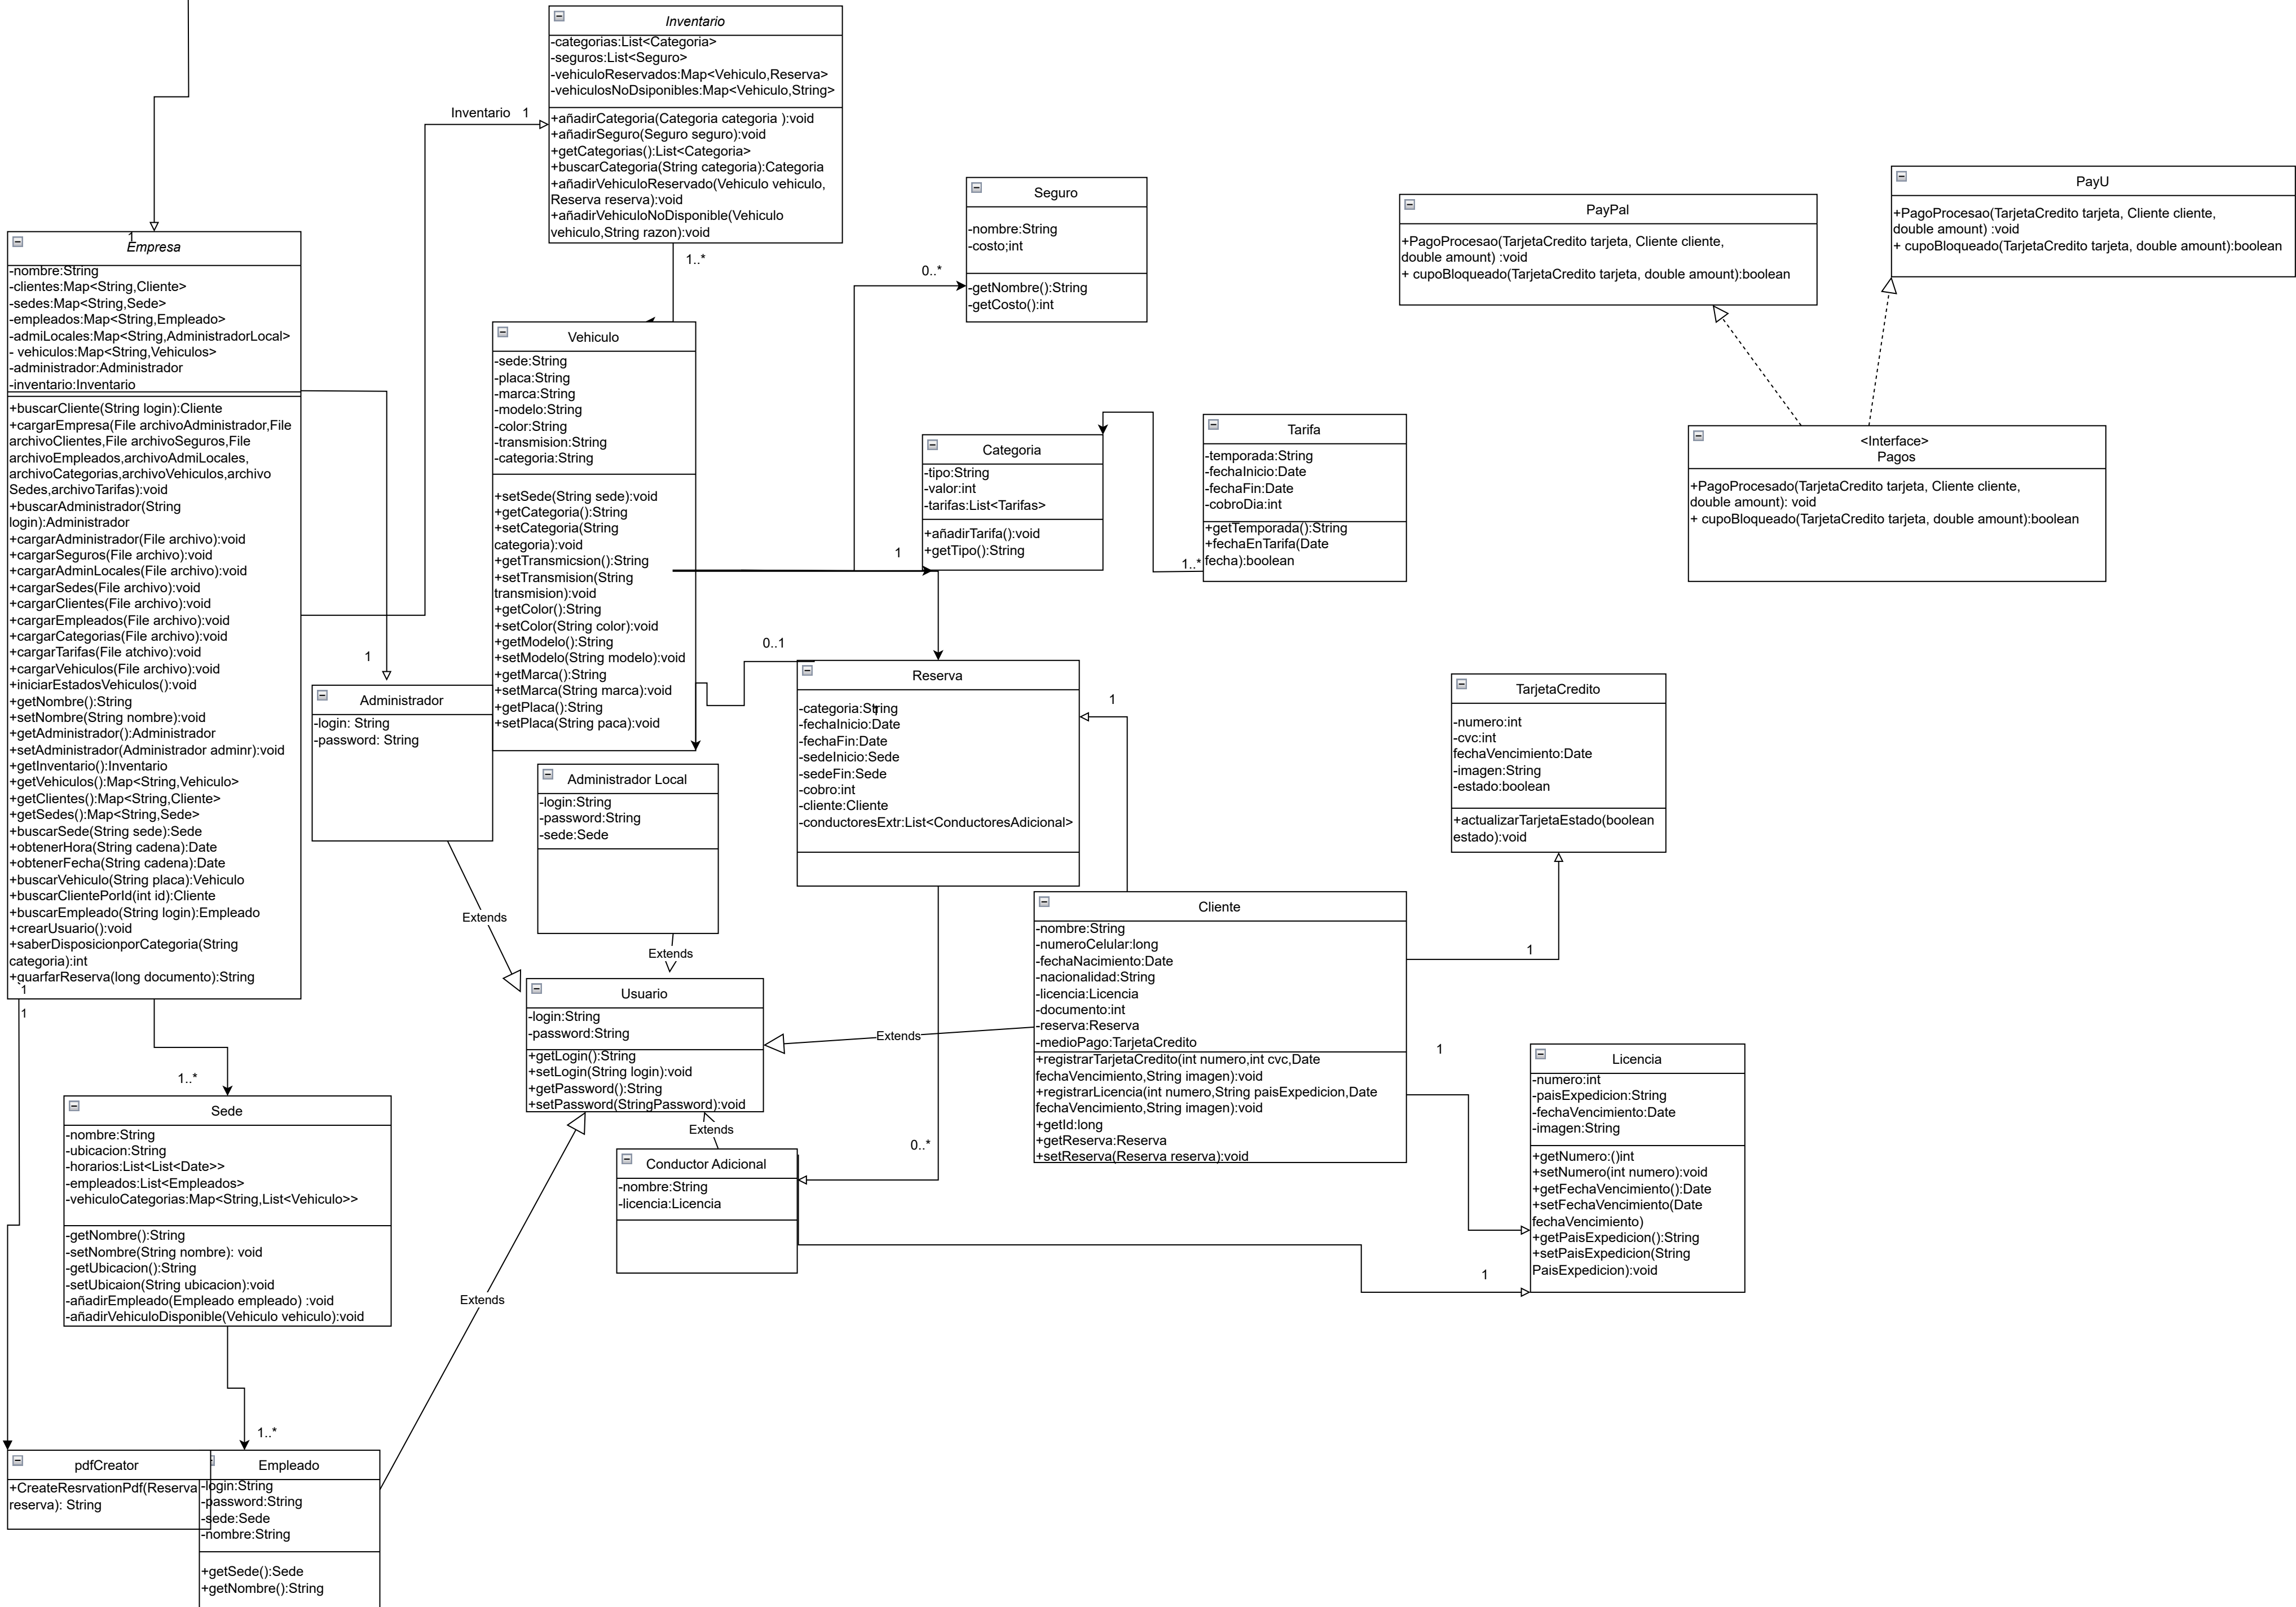 Inventario
-categorias:List<Categoria>
-seguros:List<Seguro>
-vehiculoReservados:Map<Vehiculo,Reserva>
-vehiculosNoDsiponibles:Map<Vehiculo,String>
+añadirCategoria(Categoria categoria ):void
+añadirSeguro(Seguro seguro):void
+getCategorias():List<Categoria>
+buscarCategoria(String categoria):Categoria
+añadirVehiculoReservado(Vehiculo vehiculo,
Reserva reserva):void
+añadirVehiculoNoDisponible(Vehiculo
vehiculo,String razon):void
Inventario 1
1..*
Seguro
-nombre:String
-costo;int
-getNombre():String
-getCosto():int
0..*
PayPal
+PagoProcesao(TarjetaCredito tarjeta, Cliente cliente,
double amount) :void
+ cupoBloqueado(TarjetaCredito tarjeta, double amount):boolean
PayU
+PagoProcesao(TarjetaCredito tarjeta, Cliente cliente,
double amount) :void
+ cupoBloqueado(TarjetaCredito tarjeta, double amount):boolean
<Interface>
Pagos
+PagoProcesado(TarjetaCredito tarjeta, Cliente cliente,
double amount): void
+ cupoBloqueado(TarjetaCredito tarjeta, double amount):boolean
1
Empresa
-nombre:String
-clientes:Map<String,Cliente>
-sedes:Map<String,Sede>
-empleados:Map<String,Empleado>
-admiLocales:Map<String,AdministradorLocal>
- vehiculos:Map<String,Vehiculos>
-administrador:Administrador
-inventario:Inventario
+buscarCliente(String login):Cliente
+cargarEmpresa(File archivoAdministrador,File
archivoClientes,File archivoSeguros,File
archivoEmpleados,archivoAdmiLocales,
archivoCategorias,archivoVehiculos,archivo
Sedes,archivoTarifas):void
+buscarAdministrador(String
login):Administrador
+cargarAdministrador(File archivo):void
+cargarSeguros(File archivo):void
+cargarAdminLocales(File archivo):void
+cargarSedes(File archivo):void
+cargarClientes(File archivo):void
+cargarEmpleados(File archivo):void
+cargarCategorias(File archivo):void
+cargarTarifas(File atchivo):void
+cargarVehiculos(File archivo):void
+iniciarEstadosVehiculos():void
+getNombre():String
+setNombre(String nombre):void
+getAdministrador():Administrador
+setAdministrador(Administrador adminr):void
+getInventario():Inventario
+getVehiculos():Map<String,Vehiculo>
+getClientes():Map<String,Cliente>
+getSedes():Map<String,Sede>
+buscarSede(String sede):Sede
+obtenerHora(String cadena):Date
+obtenerFecha(String cadena):Date
+buscarVehiculo(String placa):Vehiculo
+buscarClientePorId(int id):Cliente
+buscarEmpleado(String login):Empleado
+crearUsuario():void
+saberDisposicionporCategoria(String
categoria):int
+guarfarReserva(long documento):String
1
1
Vehiculo
-sede:String
-placa:String
-marca:String
-modelo:String
-color:String
-transmision:String
-categoria:String
+setSede(String sede):void
+getCategoria():String
+setCategoria(String
categoria):void
+getTransmicsion():String
+setTransmision(String
transmision):void
+getColor():String
+setColor(String color):void
+getModelo():String
+setModelo(String modelo):void
+getMarca():String
+setMarca(String marca):void
+getPlaca():String
+setPlaca(String paca):void
Categoria
-tipo:String
-valor:int
-tarifas:List<Tarifas>
+añadirTarifa():void
+getTipo():String
1
Tarifa
-temporada:String
-fechaInicio:Date
-fechaFin:Date
-cobroDia:int
+getTemporada():String
+fechaEnTarifa(Date
fecha):boolean
1..*
1
Administrador
-login: String
-password: String
0..1
Reserva
-categoria:String
1
-fechaInicio:Date
-fechaFin:Date
-sedeInicio:Sede
-sedeFin:Sede
-cobro:int
-cliente:Cliente
-conductoresExtr:List<ConductoresAdicional>
1
TarjetaCredito
-numero:int
-cvc:int
fechaVencimiento:Date
-imagen:String
-estado:boolean
+actualizarTarjetaEstado(boolean
estado):void
Administrador Local
-login:String
-password:String
-sede:Sede
Extends
Extends
Cliente
-nombre:String
-numeroCelular:long
-fechaNacimiento:Date
-nacionalidad:String
-licencia:Licencia
-documento:int
-reserva:Reserva
-medioPago:TarjetaCredito
+registrarTarjetaCredito(int numero,int cvc,Date
fechaVencimiento,String imagen):void
+registrarLicencia(int numero,String paisExpedicion,Date
fechaVencimiento,String imagen):void
+getId:long
+getReserva:Reserva
+setReserva(Reserva reserva):void
1
1
Usuario
-login:String
-password:String
+getLogin():String
+setLogin(String login):void
+getPassword():String
+setPassword(StringPassword):void
Extends
Extends
Licencia
-numero:int
-paisExpedicion:String
-fechaVencimiento:Date
-imagen:String
+getNumero:()int
+setNumero(int numero):void
+getFechaVencimiento():Date
+setFechaVencimiento(Date
fechaVencimiento)
+getPaisExpedicion():String
+setPaisExpedicion(String
PaisExpedicion):void
1..*
Sede
-nombre:String
-ubicacion:String
-horarios:List<List<Date>>
-empleados:List<Empleados>
-vehiculoCategorias:Map<String,List<Vehiculo>>
-getNombre():String
-setNombre(String nombre): void
-getUbicacion():String
-setUbicaion(String ubicacion):void
-añadirEmpleado(Empleado empleado) :void
-añadirVehiculoDisponible(Vehiculo vehiculo):void
0..*
Conductor Adicional
-nombre:String
-licencia:Licencia
1
Extends
1..*
pdfCreator
+CreateResrvationPdf(Reserva
reserva): String
Empleado
-login:String
-password:String
-sede:Sede
-nombre:String
+getSede():Sede
+getNombre():String